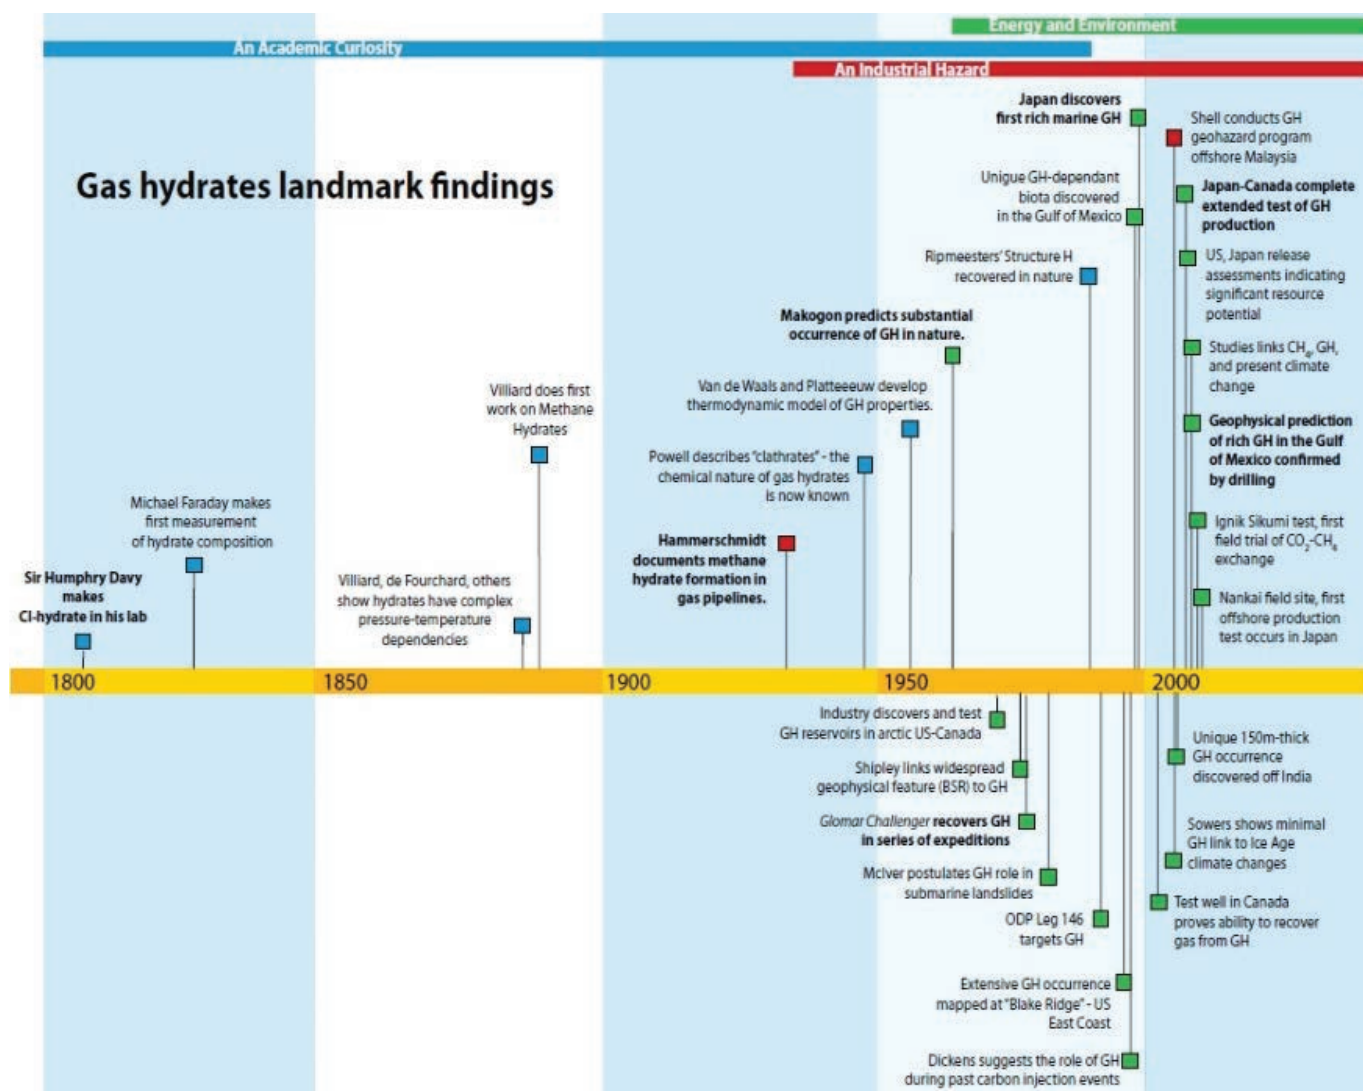 Energy and Environment
An Academic Curiosity
An Industrial Hazard
Gas hydrates landmark findings
Japan discovers
first rich marine GH
Shell conducts GH
geohazard program
offshore Malaysia
Unique GH-dependant
biota discovered
in the Gulf of Mexico
Japan-Canada complete
extended test of GH
production
Ripmeesters' Structure H
recovered in nature
US, Japan release
assessments indicating
significant resource
potential
Makogon predicts substantial
occurrence of GH in nature.
Studies links CH₄, GH,
and present climate
change
Villiard does first
work on Methane
Hydrates
Van de Waals and Platteeeuw develop
thermodynamic model of GH properties.
Geophysical prediction
of rich GH in the Gulf
of Mexico confirmed
by drilling
Powell describes "clathrates" - the
chemical nature of gas hydrates
is now known
Michael Faraday makes
first measurement
of hydrate composition
Ignik Sikumi test, first
field trial of CO₂-CH₄
exchange
Hammerschmidt
documents methane
hydrate formation in
gas pipelines.
Sir Humphry Davy
makes
Cl-hydrate in his lab
Villiard, de Fourchard, others
show hydrates have complex
pressure-temperature
dependencies
Nankai field site, first
offshore production
test occurs in Japan
1800
1850
1900
1950
2000
Industry discovers and test
GH reservoirs in arctic US-Canada
Unique 150m-thick
GH occurrence
discovered off India
Shipley links widespread
geophysical feature (BSR) to GH
Glomar Challenger recovers GH
in series of expeditions
Sowers shows minimal
GH link to Ice Age
climate changes
McIver postulates GH role in
submarine landslides
Test well in Canada
proves ability to recover
gas from GH
ODP Leg 146
targets GH
Extensive GH occurrence
mapped at "Blake Ridge" - US
East Coast
Dickens suggests the role of GH
during past carbon injection events